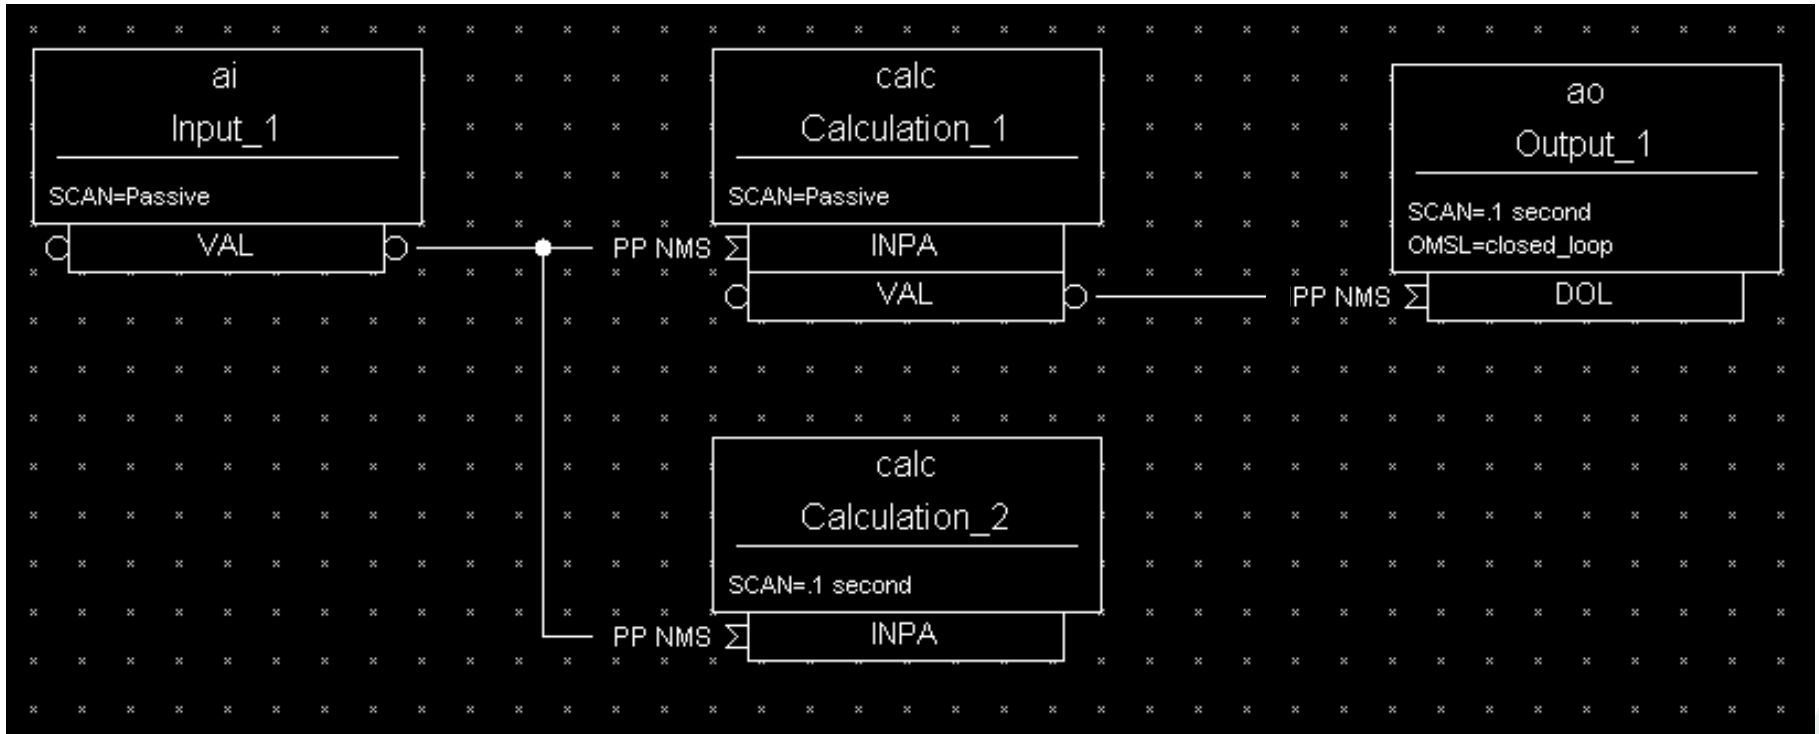 ai
Input_1
SCAN=Passive
VAL
calc
Calculation_1
SCAN=Passive
PP NMS INPA
VAL
ao
Output_1
SCAN=.1 second
OMSL=closed_loop
PP NMS DOL
calc
Calculation_2
SCAN=.1 second
PP NMS INPA